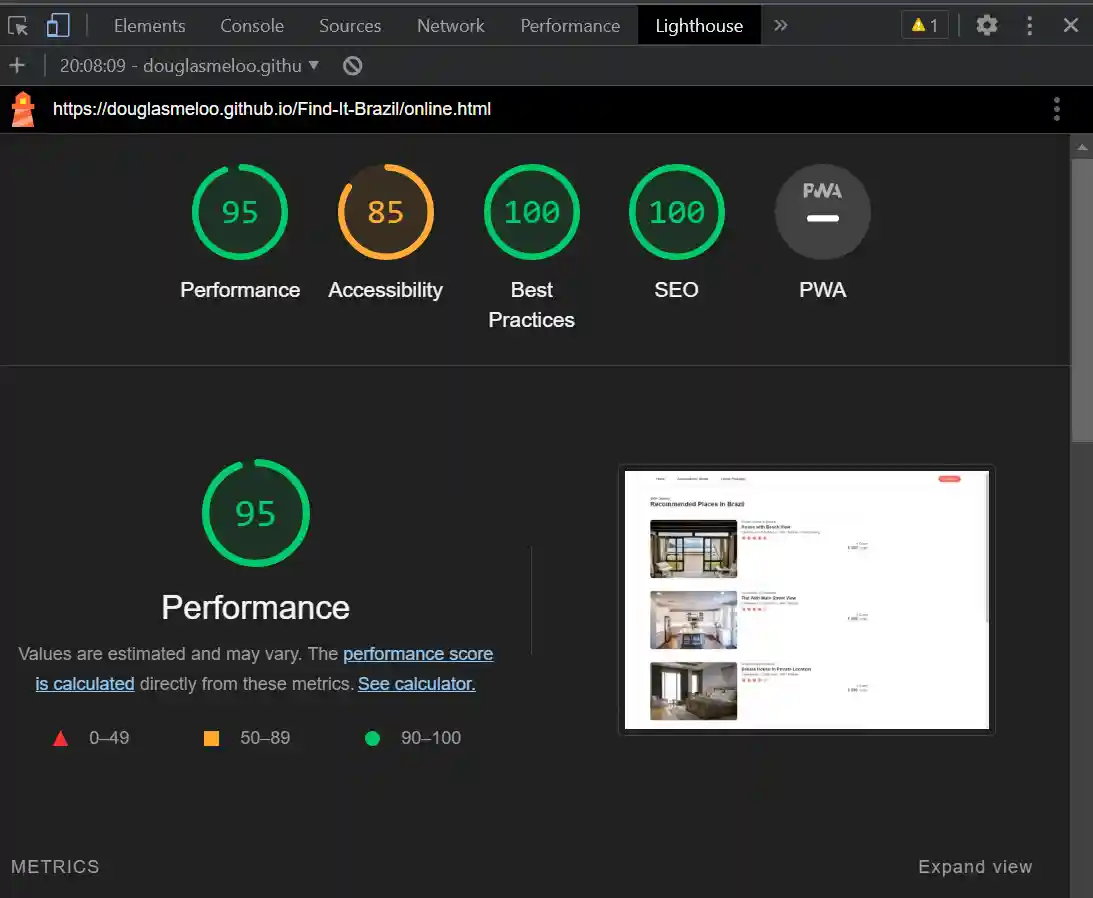 Elements Console Sources Network Performance Lighthouse » 1
20:08:09 - douglasmeloo.githu
https://douglasmeloo.github.io/Find-It-Brazil/online.html
95 85 100 100 PWA
Performance Accessibility Best Practices SEO PWA
95
Performance
Values are estimated and may vary. The performance score
is calculated directly from these metrics. See calculator.
0–49 50–89 90–100
Recommended Places In Brazil
METRICS Expand view